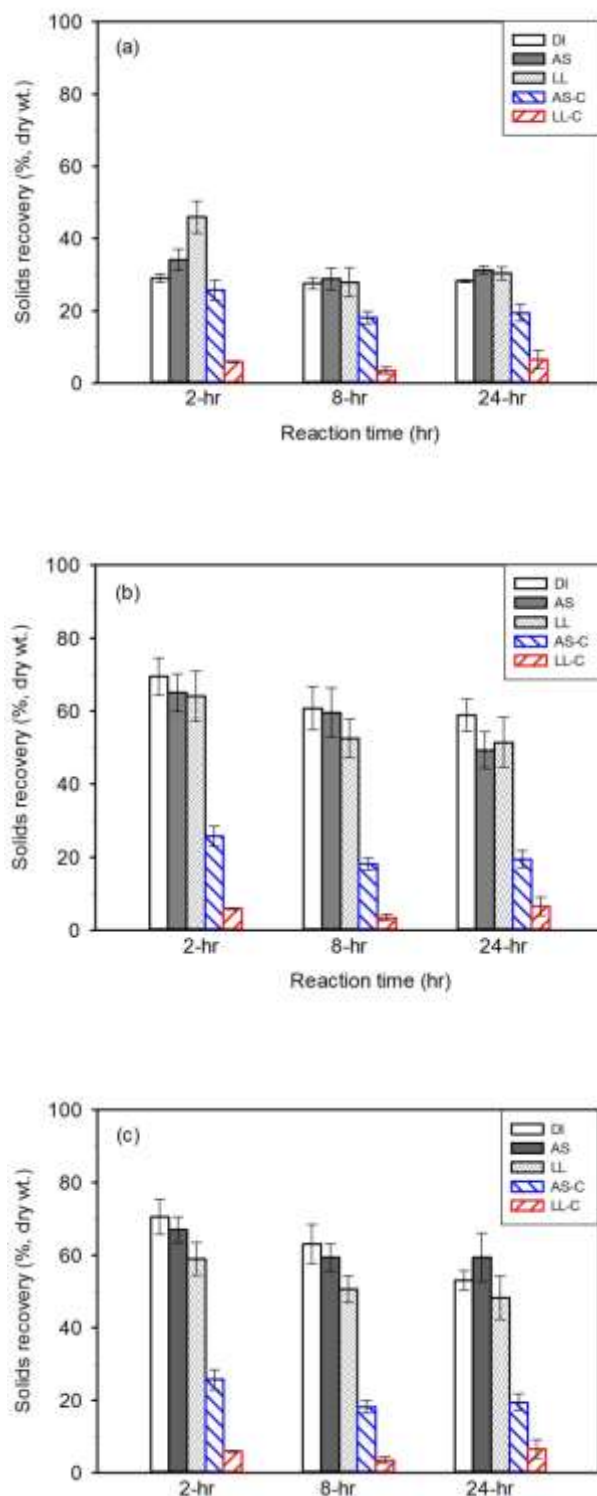 (a)
DI
AS
LL
AS-C
LL-C
Solids recovery (%, dry wt.)
100
80
60
40
20
0
2-hr
8-hr
24-hr
Reaction time (hr)
(b)
DI
AS
LL
AS-C
LL-C
Solids recovery (%, dry wt.)
100
80
60
40
20
0
2-hr
8-hr
24-hr
Reaction time (hr)
(c)
DI
AS
LL
AS-C
LL-C
Solids recovery (%, dry wt.)
100
80
60
40
20
0
2-hr
8-hr
24-hr